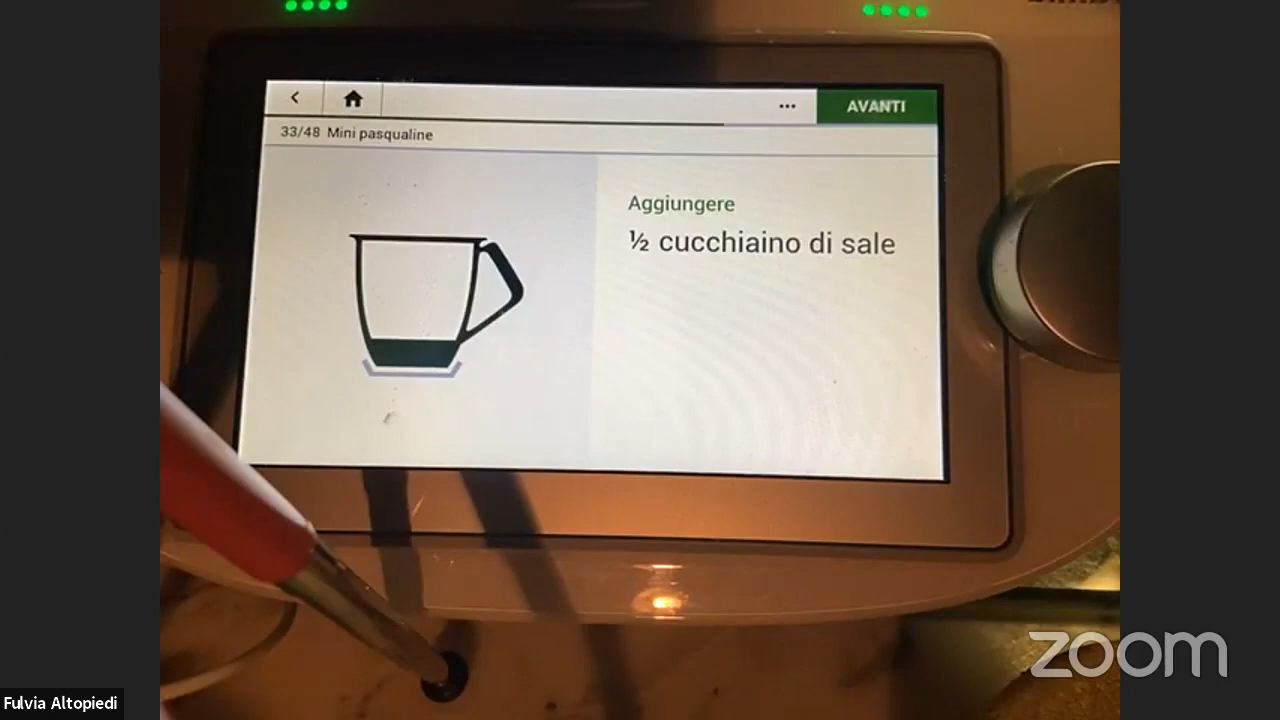 AVANTI
33/48 Mini pasqualine
Aggiungere
½ cucchiaino di sale
zoom
Fulvia Altopiedi